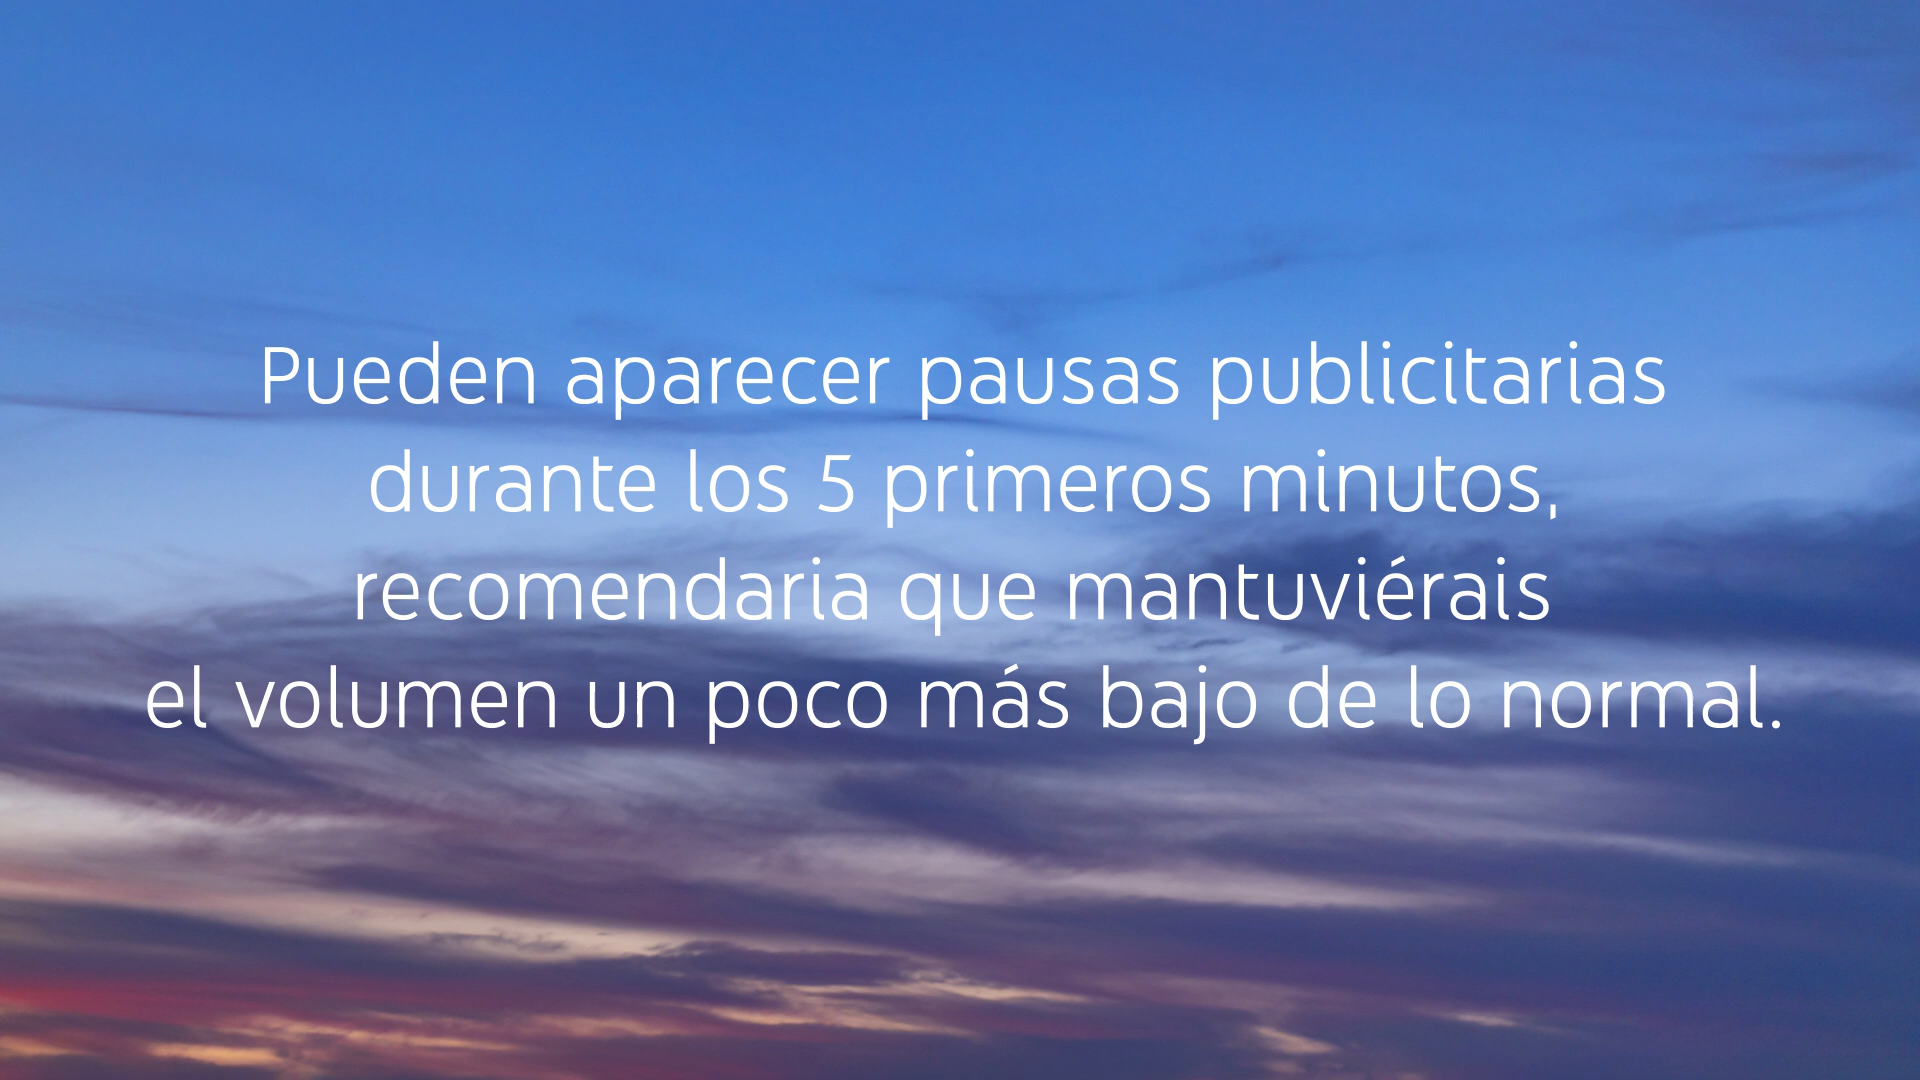 Pueden aparecer pausas publicitarias
durante los 5 primeros minutos,
recomendaria que mantuviérais
el volumen un poco más bajo de lo normal.